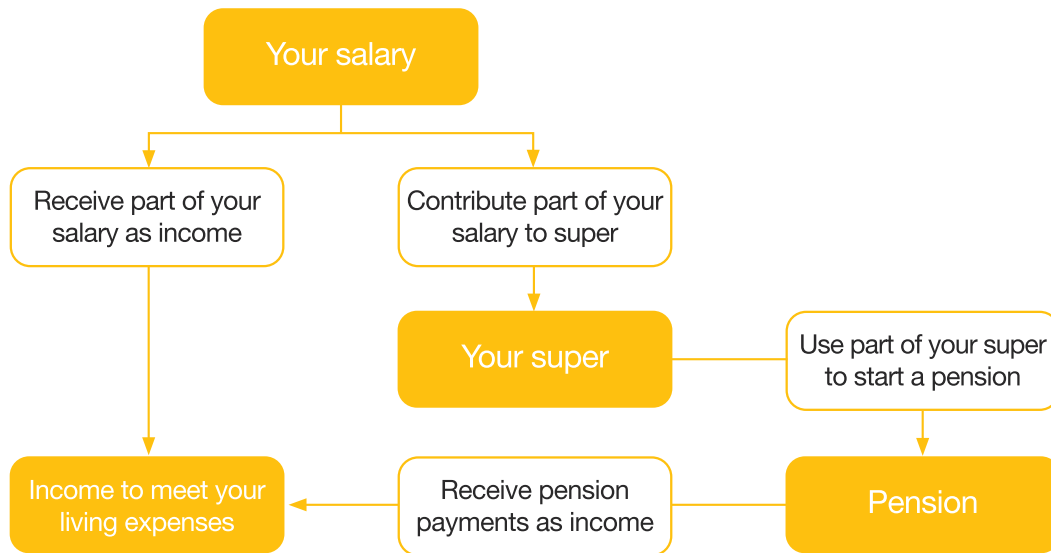 Your salary
Receive part of your
salary as income
Contribute part of your
salary to super
Your super
Use part of your super
to start a pension
Income to meet your
living expenses
Receive pension
payments as income
Pension